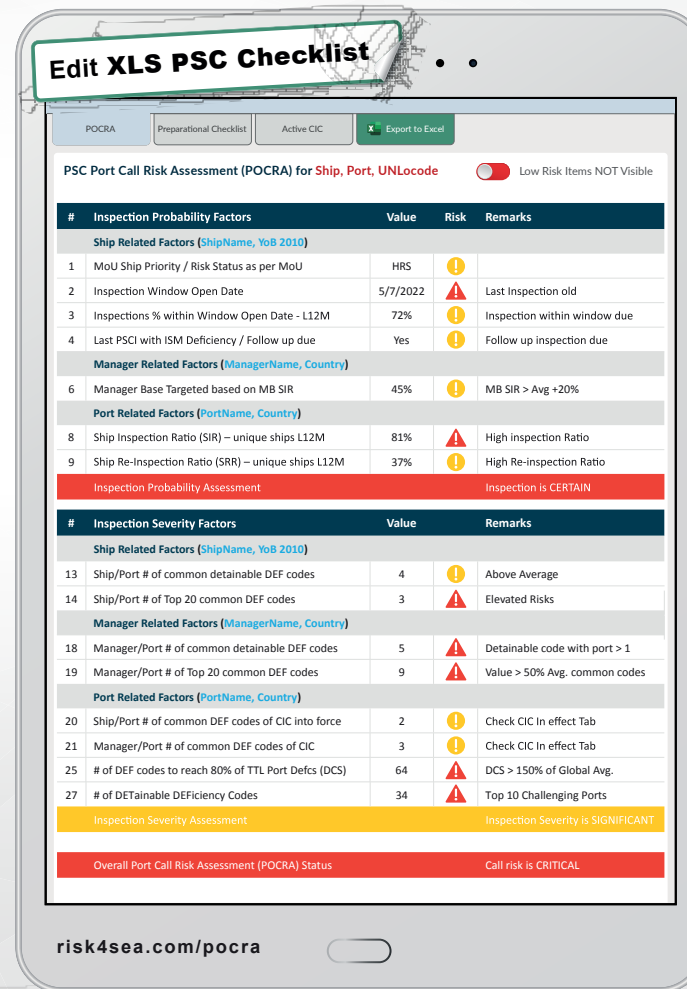 Edit XLS PSC Checklist
POCRA
Preparational Checklist
Active CIC
Export to Excel
PSC Port Call Risk Assessment (POCRA) for Ship, Port, UNLocode
Low Risk Items NOT Visible
# Inspection Probability Factors Value Risk Remarks
Ship Related Factors (ShipName, YoB 2010)
1 MoU Ship Priority / Risk Status as per MoU HRS
2 Inspection Window Open Date 5/7/2022 Last Inspection old
3 Inspections % within Window Open Date - L12M 72% Inspection within window due
4 Last PSCI with ISM Deficiency / Follow up due Yes Follow up inspection due
Manager Related Factors (ManagerName, Country)
6 Manager Base Targeted based on MB SIR 45% MB SIR > Avg +20%
Port Related Factors (PortName, Country)
8 Ship Inspection Ratio (SIR) – unique ships L12M 81% High inspection Ratio
9 Ship Re-Inspection Ratio (SRR) – unique ships L12M 37% High Re-inspection Ratio
Inspection Probability Assessment Inspection is CERTAIN
# Inspection Severity Factors Value Remarks
Ship Related Factors (ShipName, YoB 2010)
13 Ship/Port # of common detainable DEF codes 4 Above Average
14 Ship/Port # of Top 20 common DEF codes 3 Elevated Risks
Manager Related Factors (ManagerName, Country)
18 Manager/Port # of common detainable DEF codes 5 Detainable code with port > 1
19 Manager/Port # of Top 20 common DEF codes 9 Value > 50% Avg. common codes
Port Related Factors (PortName, Country)
20 Ship/Port # of common DEF codes of CIC into force 2 Check CIC In effect Tab
21 Manager/Port # of common DEF codes of CIC 3 Check CIC In effect Tab
25 # of DEF codes to reach 80% of TTL Port Defcs (DCS) 64 DCS > 150% of Global Avg.
27 # of DETainable DEFiciency Codes 34 Top 10 Challenging Ports
Inspection Severity Assessment Inspection Severity is SIGNIFICANT
Overall Port Call Risk Assessment (POCRA) Status Call risk is CRITICAL
risk4sea.com/pocra